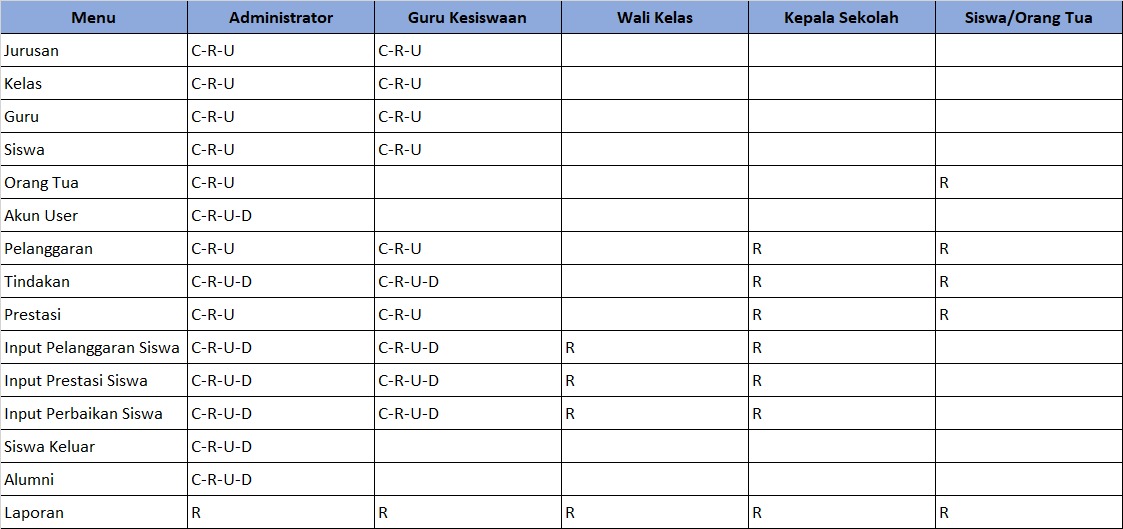 Menu Administrator Guru Kesiswaan Wali Kelas Kepala Sekolah Siswa/Orang Tua
Jurusan C-R-U C-R-U
Kelas C-R-U C-R-U
Guru C-R-U C-R-U
Siswa C-R-U C-R-U
Orang Tua C-R-U R
Akun User C-R-U-D
Pelanggaran C-R-U C-R-U R R
Tindakan C-R-U-D C-R-U-D R R
Prestasi C-R-U C-R-U R R
Input Pelanggaran Siswa C-R-U-D C-R-U-D R R
Input Prestasi Siswa C-R-U-D C-R-U-D R R
Input Perbaikan Siswa C-R-U-D C-R-U-D R R
Siswa Keluar C-R-U-D
Alumni C-R-U-D
Laporan R R R R R